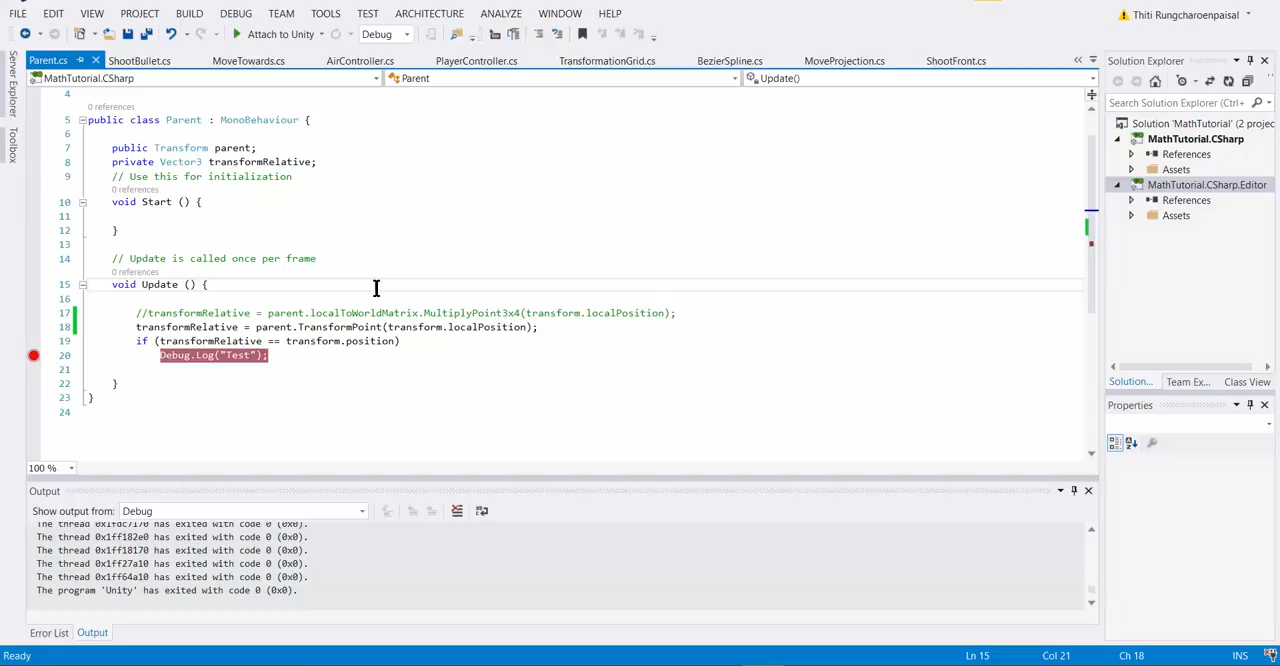 FILE EDIT VIEW PROJECT BUILD DEBUG TEAM TOOLS TEST ARCHITECTURE ANALYZE WINDOW HELP
Thiti Rungcharoenpaisal
Attach to Unity Debug
Server Explorer
Toolbox
Parent.cs ShootBullet.cs MoveTowards.cs AirController.cs PlayerController.cs TransformationGrid.cs BezierSpline.cs MoveProjection.cs ShootFront.cs
MathTutorial.CSharp Parent Update()
4
0 references
5 public class Parent : MonoBehaviour {
6
7 public Transform parent;
8 private Vector3 transformRelative;
9 // Use this for initialization
0 references
10 void Start () {
11
12 }
13
14 // Update is called once per frame
0 references
15 void Update () {
16
17 //transformRelative = parent.localToWorldMatrix.MultiplyPoint3x4(transform.localPosition);
18 transformRelative = parent.TransformPoint(transform.localPosition);
19 if (transformRelative == transform.position)
20 Debug.Log("Test");
21
22 }
23 }
24
100 %
Output
Show output from: Debug
The thread 0x1fdc7170 has exited with code 0 (0x0).
The thread 0x1ff182e0 has exited with code 0 (0x0).
The thread 0x1ff18170 has exited with code 0 (0x0).
The thread 0x1ff27a10 has exited with code 0 (0x0).
The thread 0x1ff64a10 has exited with code 0 (0x0).
The program 'Unity' has exited with code 0 (0x0).
Error List Output
Solution Explorer
Search Solution Explorer (Ctrl+
Solution 'MathTutorial' (2 projec
MathTutorial.CSharp
References
Assets
MathTutorial.CSharp.Editor
References
Assets
Solution... Team Ex... Class View
Properties
Ready Ln 15 Col 21 Ch 18 INS